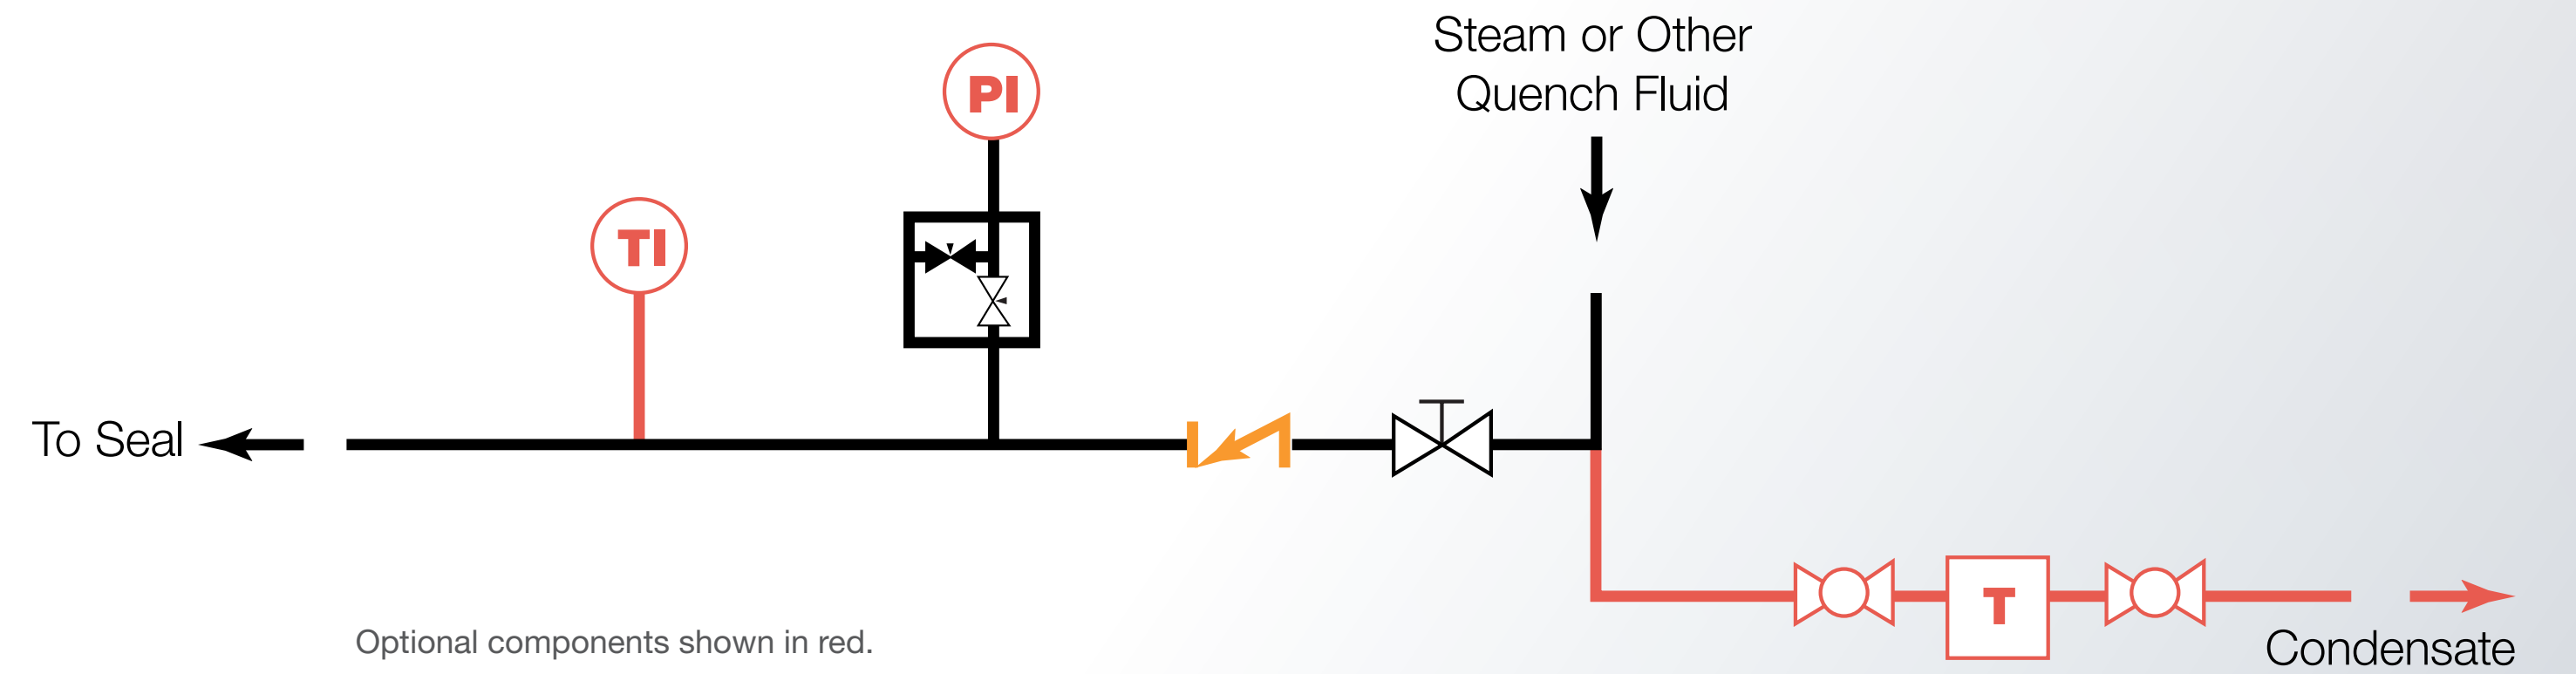 Steam or Other
Quench Fluid
PI
TI
To Seal
T
Optional components shown in red.
Condensate